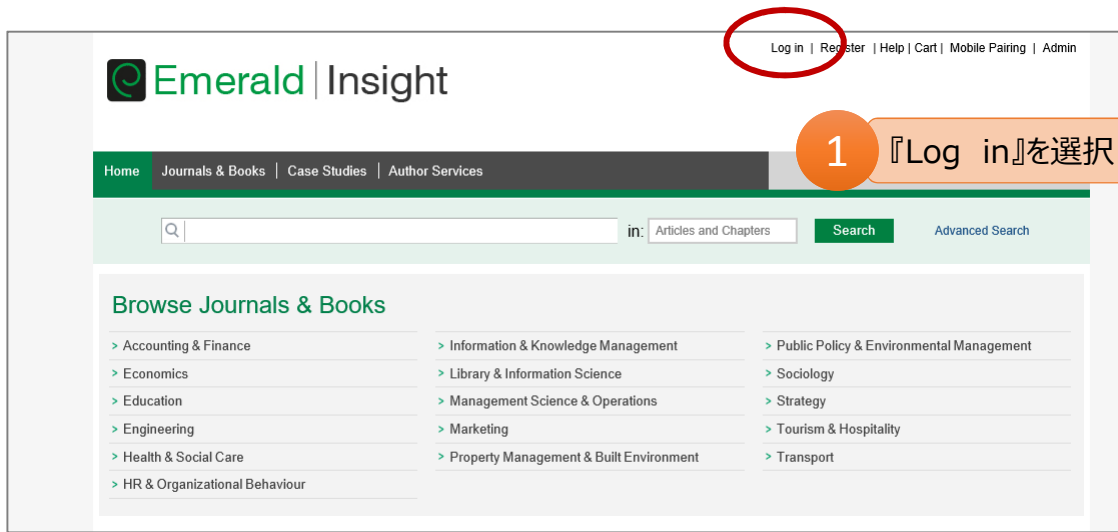 Log in | Register | Help | Cart | Mobile Pairing | Admin
Emerald | Insight
1 『Log in』を選択
Home Journals & Books | Case Studies | Author Services
in: Articles and Chapters Search Advanced Search
Browse Journals & Books
> Accounting & Finance
> Economics
> Education
> Engineering
> Health & Social Care
> HR & Organizational Behaviour
> Information & Knowledge Management
> Library & Information Science
> Management Science & Operations
> Marketing
> Property Management & Built Environment
> Public Policy & Environmental Management
> Sociology
> Strategy
> Tourism & Hospitality
> Transport